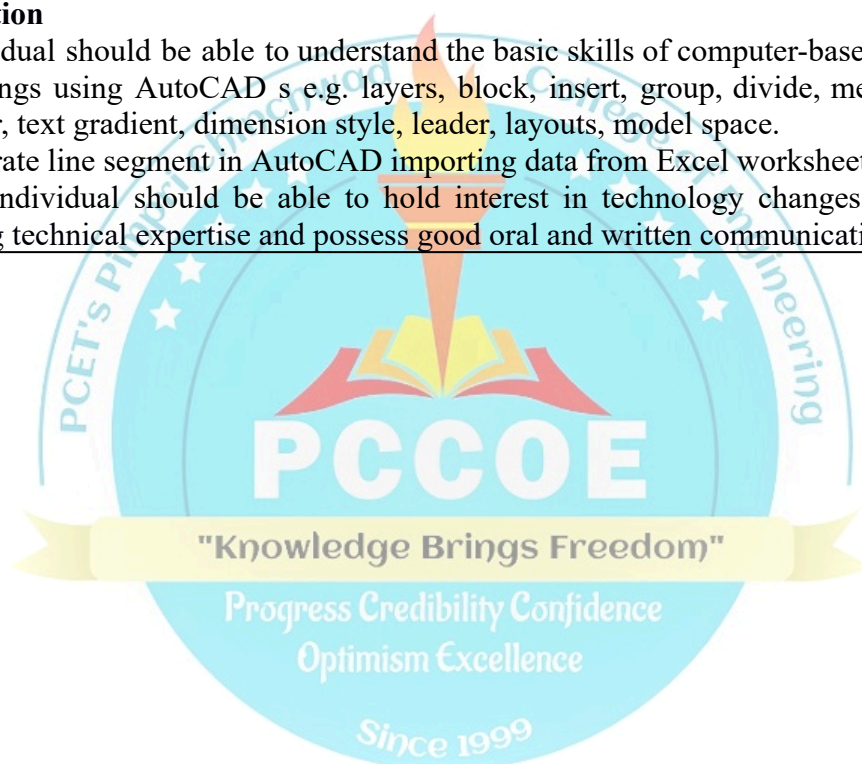 tion
dual should be able to understand the basic skills of computer-base
ngs using AutoCAD s e.g. layers, block, insert, group, divide, me
r, text gradient, dimension style, leader, layouts, model space.
rate line segment in AutoCAD importing data from Excel worksheet
ndividual should be able to hold interest in technology changes
g technical expertise and possess good oral and written communicati
PCET's Pimpri Chinchwad College of Engineering
PCCOE
"Knowledge Brings Freedom"
Progress Credibility Confidence
Optimism Excellence
Since 1999